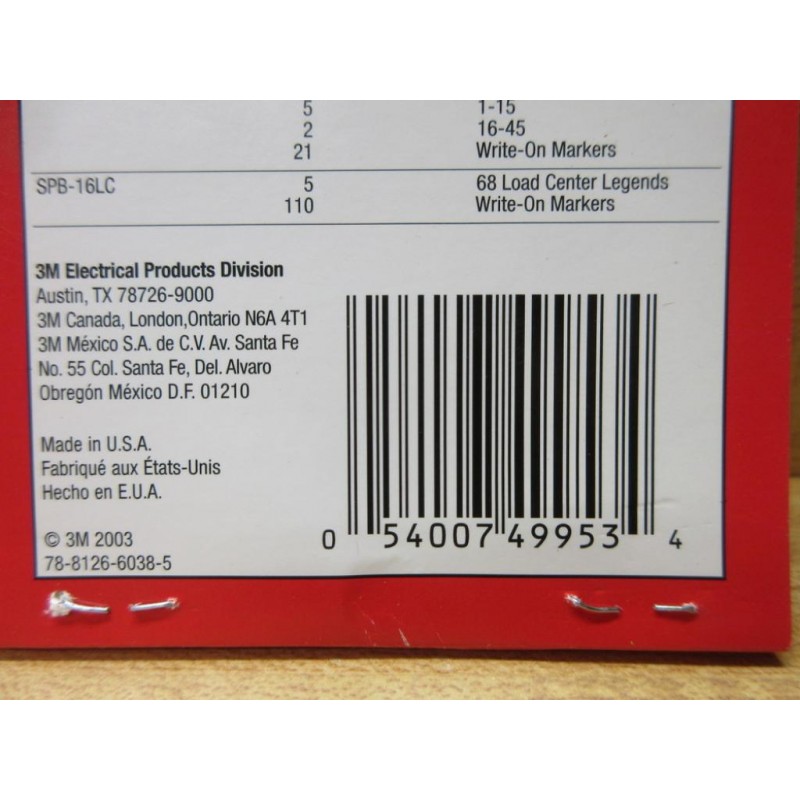 5 1-15
2 16-45
21 Write-On Markers
SPB-16LC 5 68 Load Center Legends
110 Write-On Markers
3M Electrical Products Division
Austin, TX 78726-9000
3M Canada, London,Ontario N6A 4T1
3M México S.A. de C.V. Av. Santa Fe
No. 55 Col. Santa Fe, Del. Alvaro
Obregón México D.F. 01210
Made in U.S.A.
Fabriqué aux États-Unis
Hecho en E.U.A.
© 3M 2003
78-8126-6038-5
0 54007 49953 4